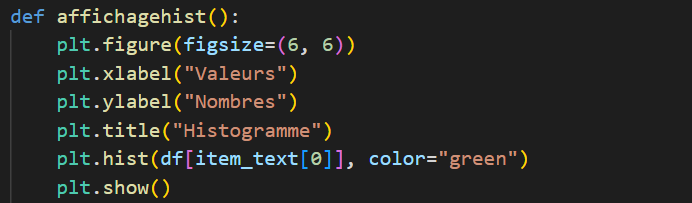 def affichagehist():
    plt.figure(figsize=(6, 6))
    plt.xlabel("Valeurs")
    plt.ylabel("Nombres")
    plt.title("Histogramme")
    plt.hist(df[item_text[0]], color="green")
    plt.show()